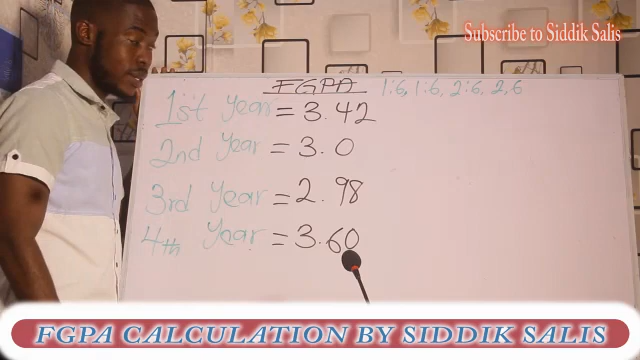 Subscribe to Siddik Salis
FGPA 1:6, 1:6, 2:6, 2,6
1st Year = 3.42
2nd Year = 3.0
3rd Year = 2.98
4th Year = 3.60
FGPA CALCULATION BY SIDDIK SALIS